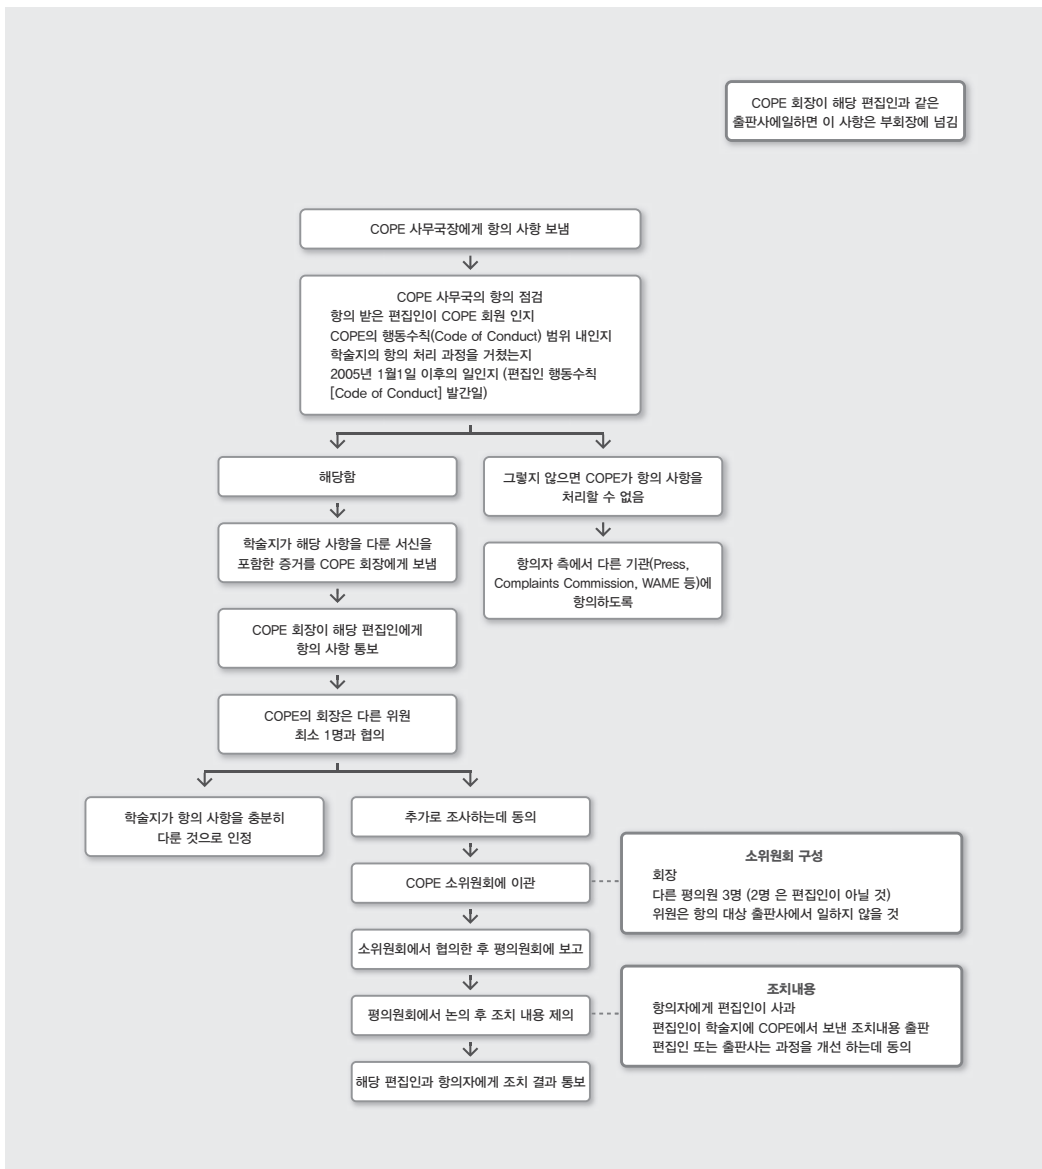 COPE 회장이 해당 편집인과 같은
출판사에일하면 이 사항은 부회장에 넘김
COPE 사무국장에게 항의 사항 보냄
COPE 사무국의 항의 점검
항의 받은 편집인이 COPE 회원 인지
COPE의 행동수칙(Code of Conduct) 범위 내인지
학술지의 항의 처리 과정을 거쳤는지
2005년 1월1일 이후의 일인지 (편집인 행동수칙
[Code of Conduct] 발간일)
해당함
그렇지 않으면 COPE가 항의 사항을
처리할 수 없음
학술지가 해당 사항을 다룬 서신을
포함한 증거를 COPE 회장에게 보냄
항의자 측에서 다른 기관(Press,
Complaints Commission, WAME 등)에
항의하도록
COPE 회장이 해당 편집인에게
항의 사항 통보
COPE의 회장은 다른 위원
최소 1명과 협의
학술지가 항의 사항을 충분히
다룬 것으로 인정
추가로 조사하는데 동의
COPE 소위원회에 이관
소위원회 구성
회장
다른 평의원 3명 (2명 은 편집인이 아닐 것)
위원은 항의 대상 출판사에서 일하지 않을 것
소위원회에서 협의한 후 평의원회에 보고
평의원회에서 논의 후 조치 내용 제의
조치내용
항의자에게 편집인이 사과
편집인이 학술지에 COPE에서 보낸 조치내용 출판
편집인 또는 출판사는 과정을 개선 하는데 동의
해당 편집인과 항의자에게 조치 결과 통보